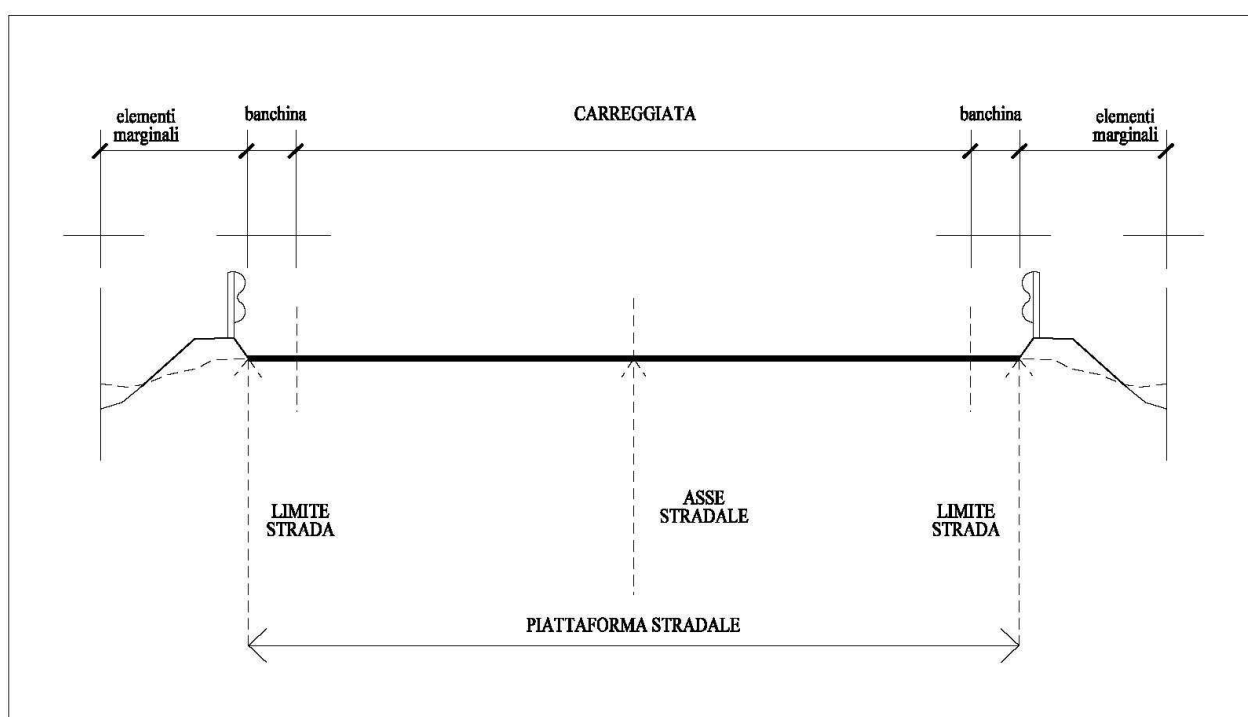 elementi
marginali
banchina
CARREGGIATA
banchina
elementi
marginali
LIMITE
STRADA
ASSE
STRADALE
LIMITE
STRADA
PIATTAFORMA STRADALE